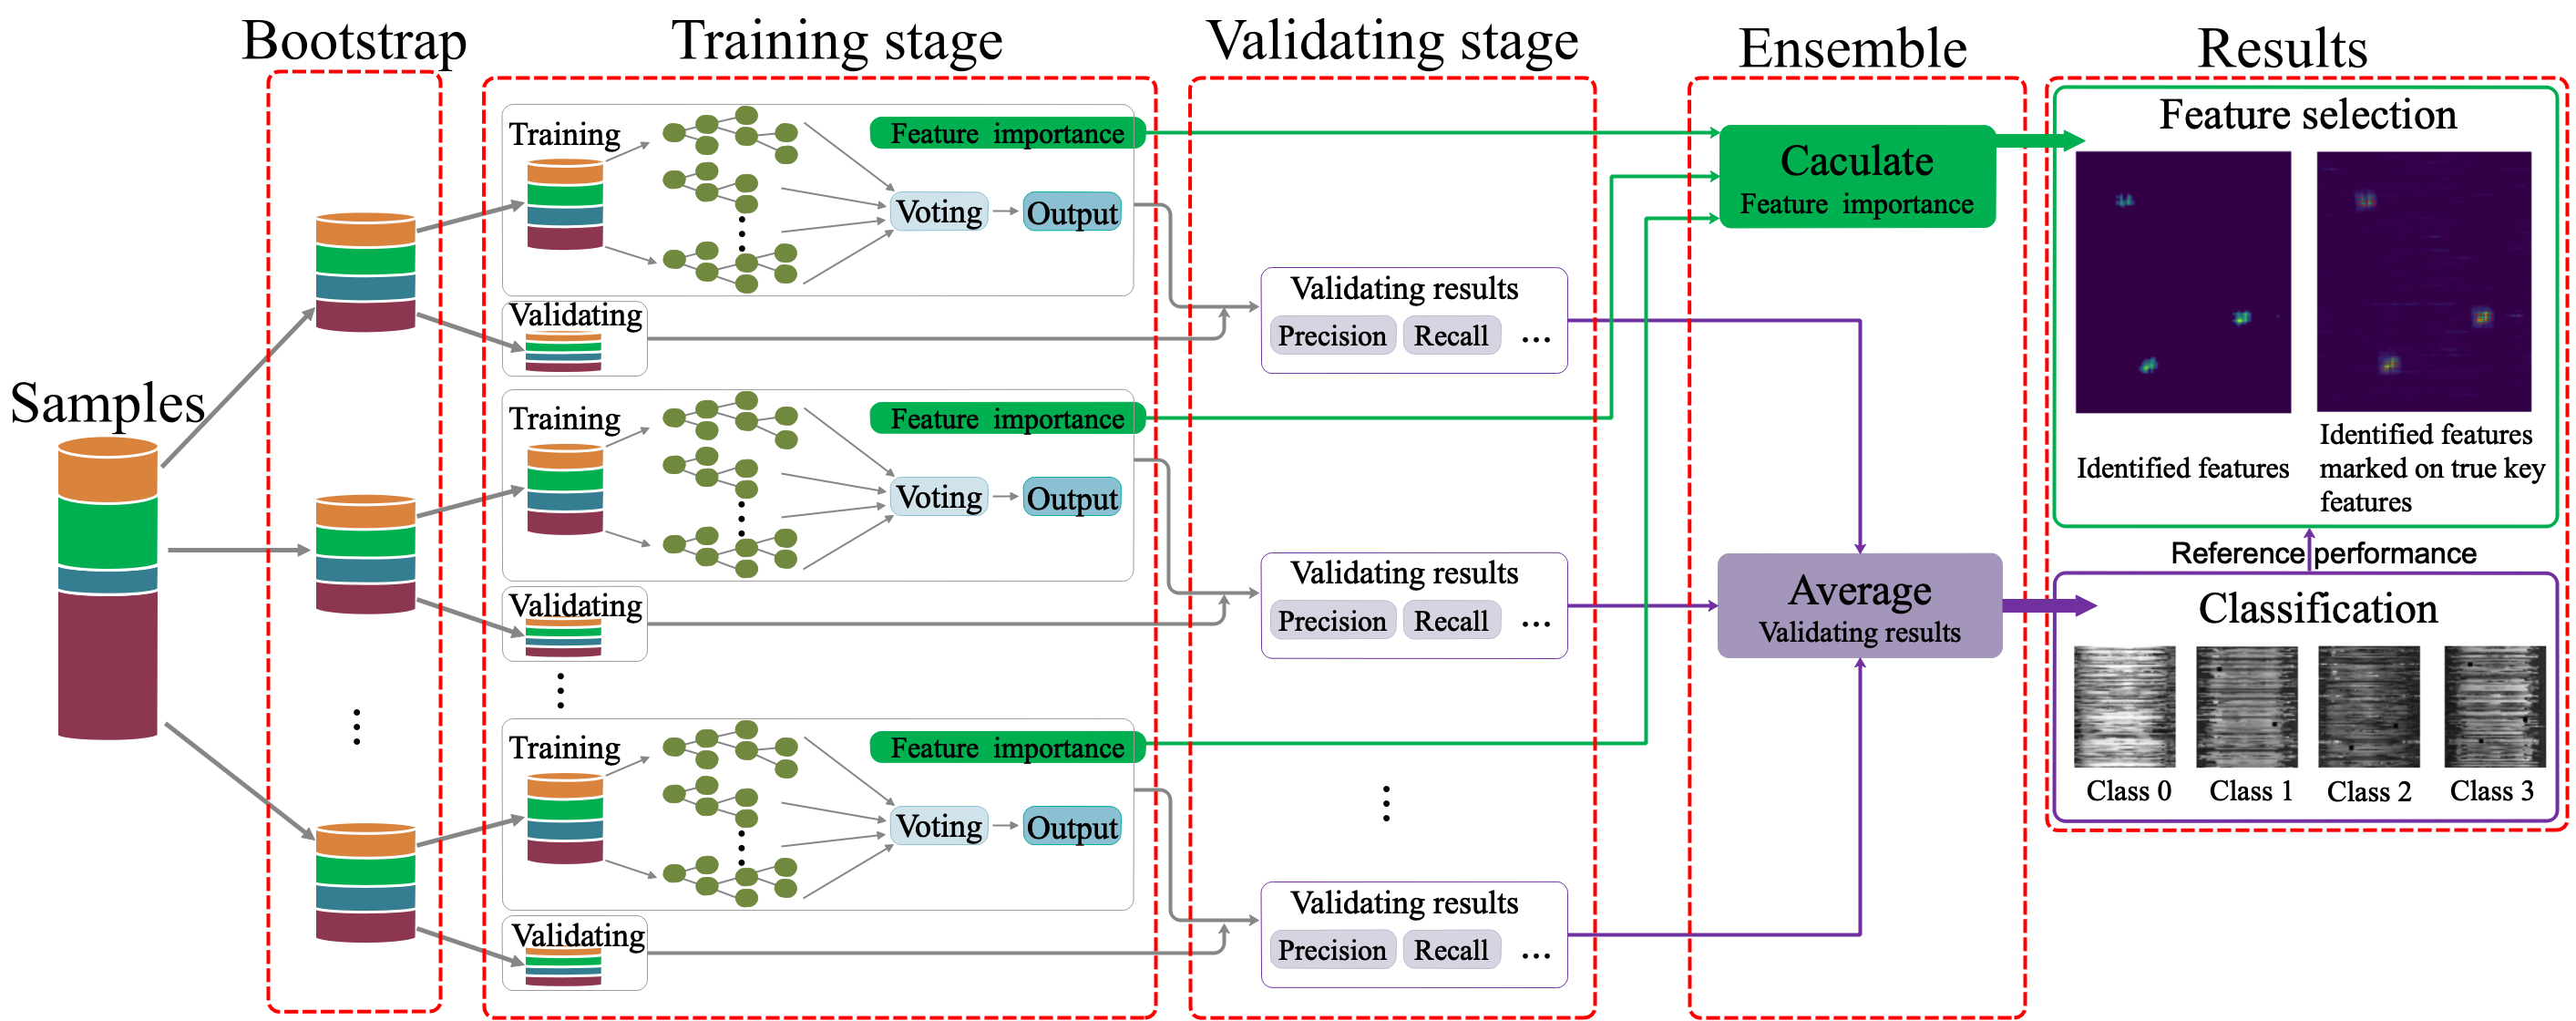 Bootstrap
Training stage
Validating stage
Ensemble
Results
Samples
Training
Feature importance
Voting
Output
Validating
Training
Feature importance
Voting
Output
Validating
Training
Feature importance
Voting
Output
Validating
Validating results
Precision
Recall
...
Validating results
Precision
Recall
...
Validating results
Precision
Recall
...
Caculate
Feature importance
Average
Validating results
Feature selection
Identified features
Identified features
marked on true key
features
Reference performance
Classification
Class 0
Class 1
Class 2
Class 3